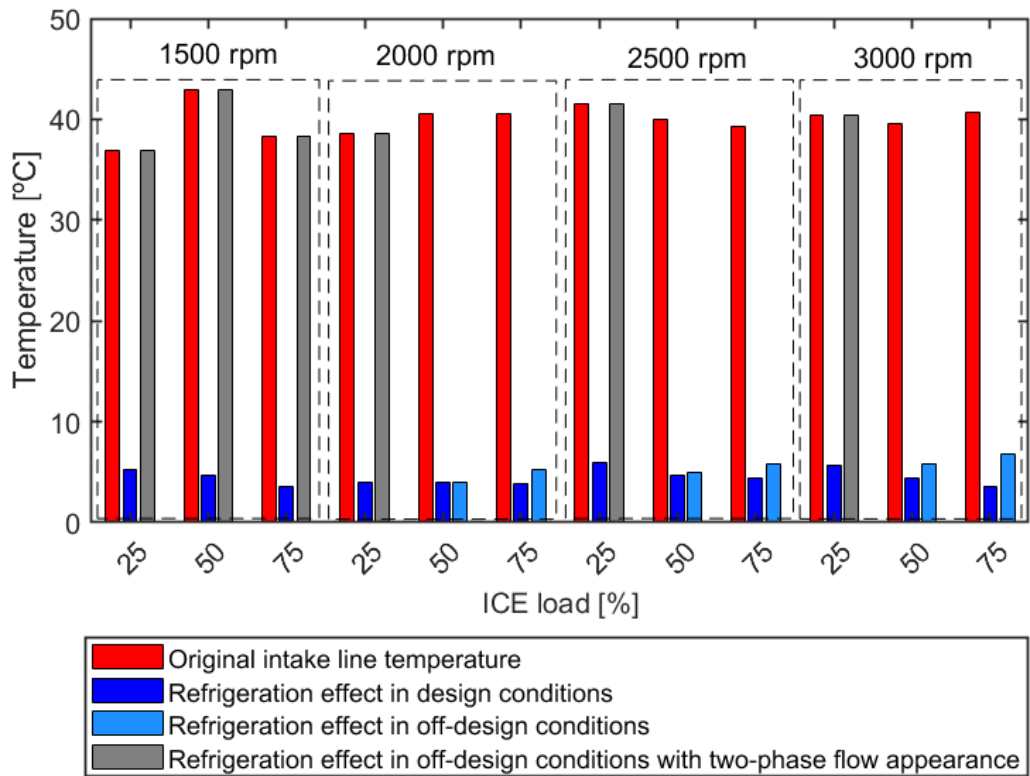 50
40
30
20
10
0
Temperature [ºC]
1500 rpm
2000 rpm
2500 rpm
3000 rpm
25
50
75
25
50
75
25
50
75
25
50
75
ICE load [%]
Original intake line temperature
Refrigeration effect in design conditions
Refrigeration effect in off-design conditions
Refrigeration effect in off-design conditions with two-phase flow appearance